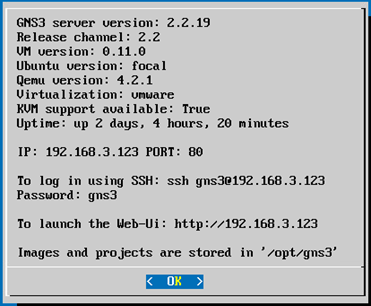 GNS3 server version: 2.2.19
Release channel: 2.2
VM version: 0.11.0
Ubuntu version: focal
Qemu version: 4.2.1
Virtualization: vmware
KVM support available: True
Uptime: up 2 days, 4 hours, 20 minutes
IP: 192.168.3.123 PORT: 80
To log in using SSH: ssh gns3@192.168.3.123
Password: gns3
To launch the Web-Ui: http://192.168.3.123
Images and projects are stored in '/opt/gns3'
< OK >